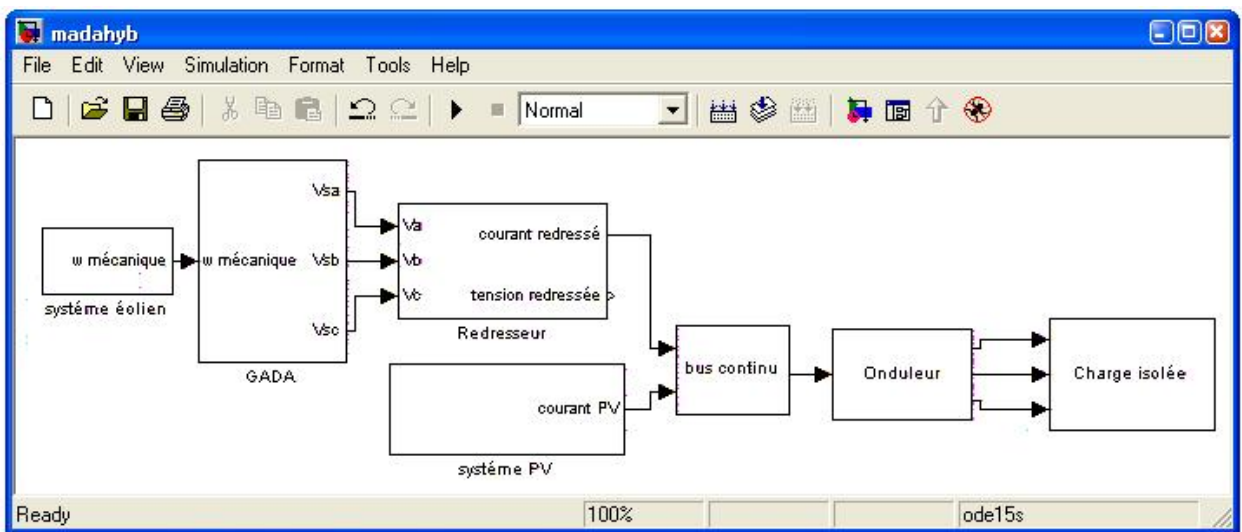 madahyb
File Edit View Simulation Format Tools Help
Normal
w mécanique
systéme éolien
w mécanique
Vsa
Vsb
Vsc
GADA
Va
Vb
Vc
courant redressé
tension redressée
Redresseur
courant PV
systéme PV
bus continu
Onduleur
Charge isolée
Ready 100% ode15s